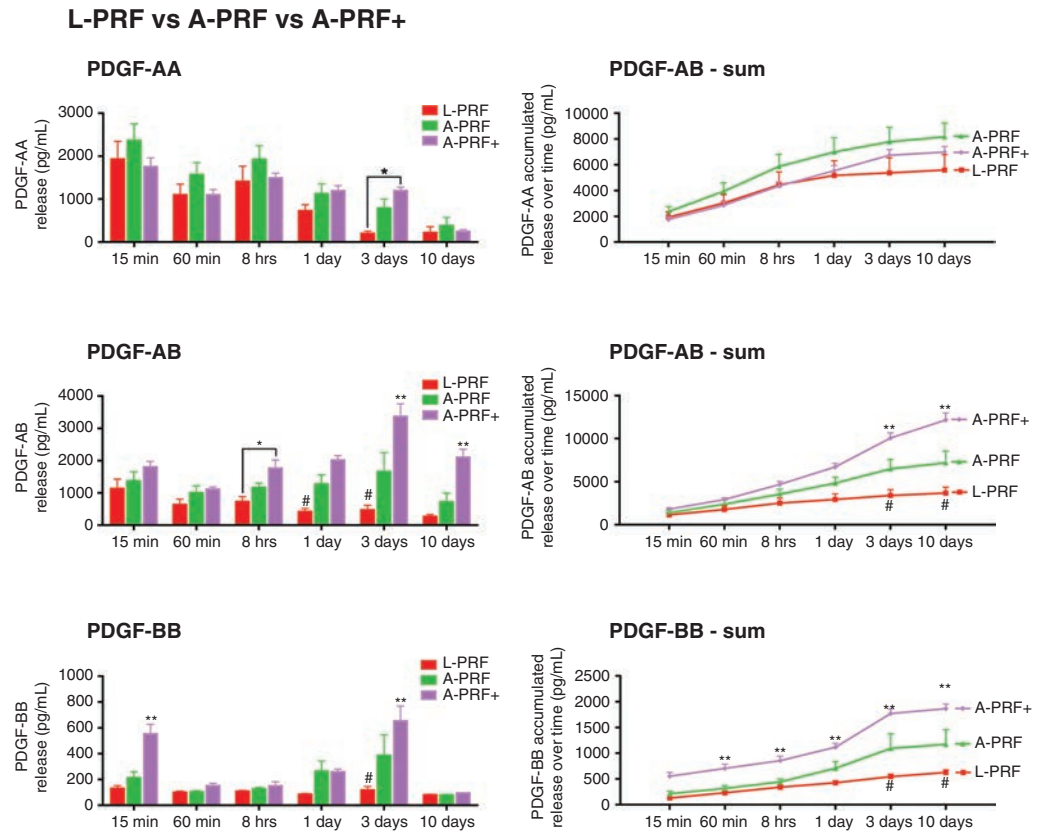 L-PRF vs A-PRF vs A-PRF+
PDGF-AA
PDGF-AA
release (pg/mL)
3000
2000
1000
0
L-PRF
A-PRF
A-PRF+
*
15 min 60 min 8 hrs 1 day 3 days 10 days
PDGF-AB - sum
PDGF-AA accumulated
release over time (pg/mL)
10000
8000
6000
4000
2000
0
A-PRF
A-PRF+
L-PRF
15 min 60 min 8 hrs 1 day 3 days 10 days
PDGF-AB
PDGF-AB
release (pg/mL)
4000
3000
2000
1000
0
L-PRF
A-PRF
A-PRF+
* # # ** **
15 min 60 min 8 hrs 1 day 3 days 10 days
PDGF-AB - sum
PDGF-AB accumulated
release over time (pg/mL)
15000
10000
5000
0
** **
A-PRF+
A-PRF
L-PRF
# #
15 min 60 min 8 hrs 1 day 3 days 10 days
PDGF-BB
PDGF-BB
release (pg/mL)
1000
800
600
400
200
0
L-PRF
A-PRF
A-PRF+
** # **
15 min 60 min 8 hrs 1 day 3 days 10 days
PDGF-BB - sum
PDGF-BB accumulated
release over time (pg/mL)
2500
2000
1500
1000
500
0
** ** ** ** **
A-PRF+
A-PRF
L-PRF
# #
15 min 60 min 8 hrs 1 day 3 days 10 days